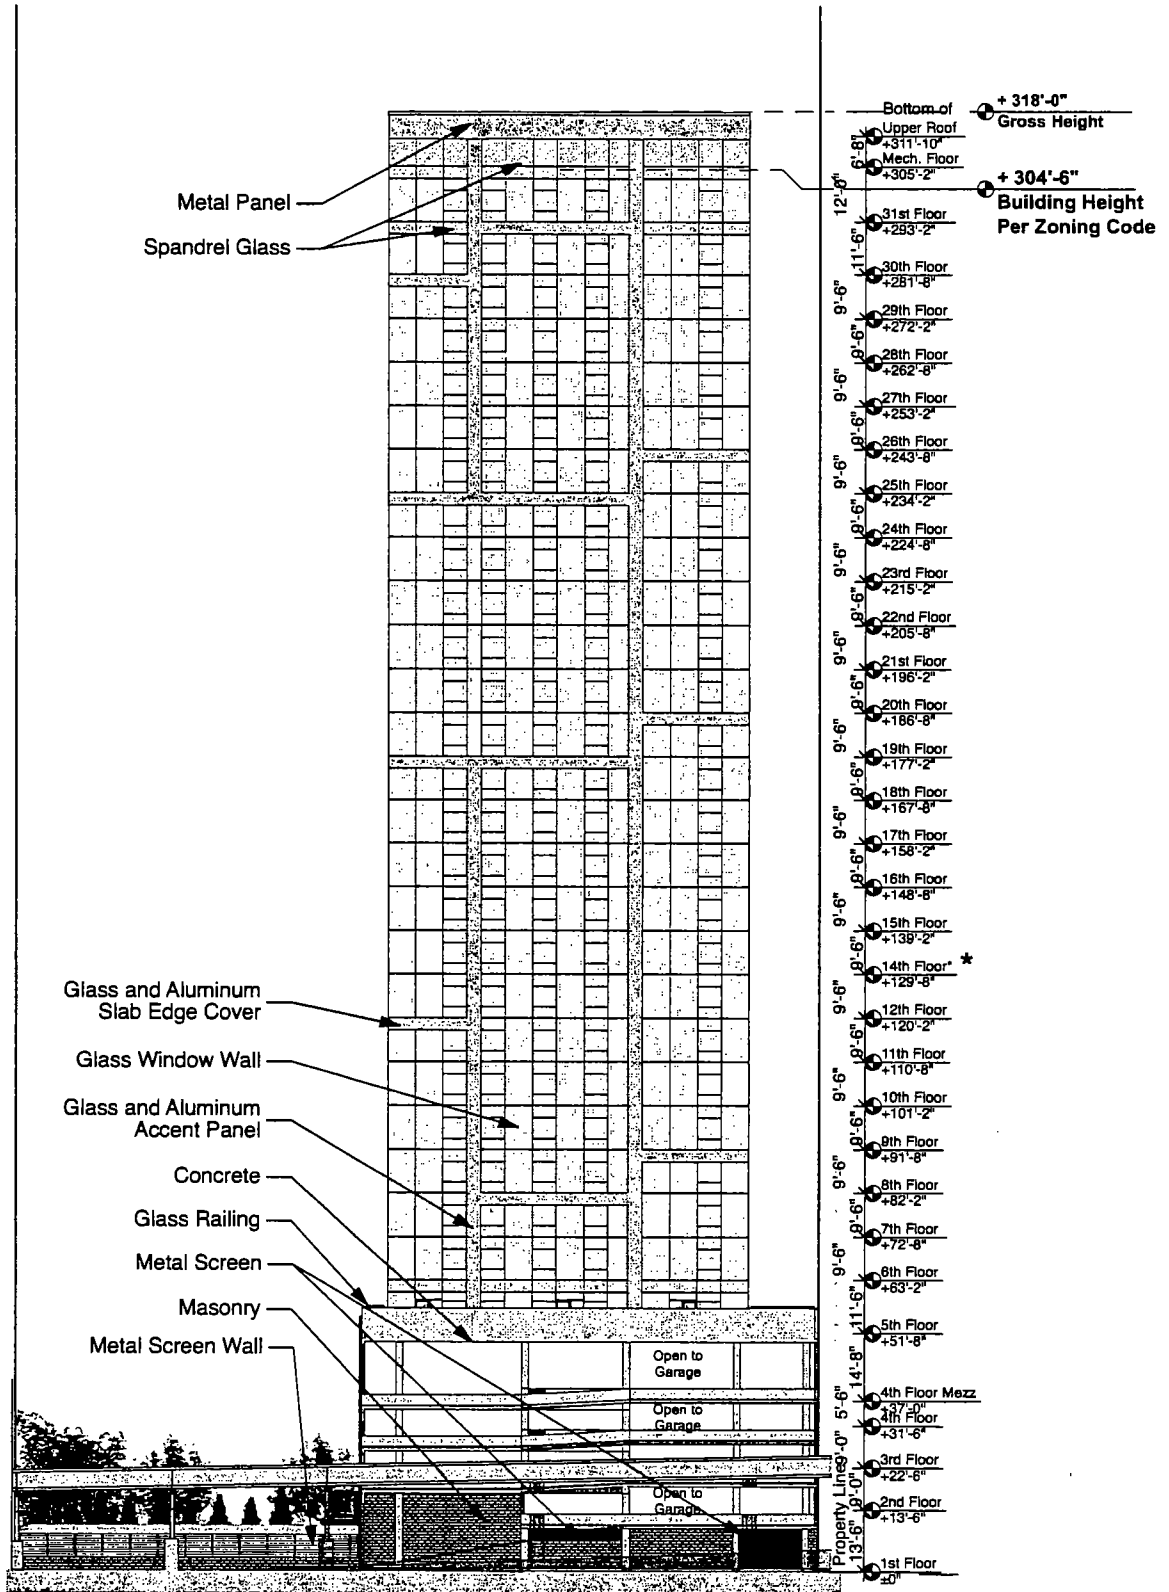 + 318'-0"
Gross Height
Bottom of
Upper Roof
+311'-10"
6'-8"
Mech. Floor
+305'-2"
+ 304'-6"
Building Height
Per Zoning Code
12'-0"
31st Floor
+293'-2"
11'-6"
30th Floor
+281'-8"
9'-6"
29th Floor
+272'-2"
9'-6"
28th Floor
+262'-8"
9'-6"
27th Floor
+253'-2"
9'-6"
26th Floor
+243'-8"
9'-6"
25th Floor
+234'-2"
9'-6"
24th Floor
+224'-8"
9'-6"
23rd Floor
+215'-2"
9'-6"
22nd Floor
+205'-8"
9'-6"
21st Floor
+196'-2"
9'-6"
20th Floor
+186'-8"
9'-6"
19th Floor
+177'-2"
9'-6"
18th Floor
+167'-8"
9'-6"
17th Floor
+158'-2"
9'-6"
16th Floor
+148'-8"
9'-6"
15th Floor
+139'-2"
9'-6"
14th Floor* *
+129'-8"
9'-6"
12th Floor
+120'-2"
9'-6"
11th Floor
+110'-8"
9'-6"
10th Floor
+101'-2"
9'-6"
9th Floor
+91'-8"
9'-6"
8th Floor
+82'-2"
9'-6"
7th Floor
+72'-8"
9'-6"
6th Floor
+63'-2"
11'-6"
5th Floor
+51'-8"
14'-8"
4th Floor Mezz
+37'-0"
5'-6"
4th Floor
+31'-6"
9'-0"
3rd Floor
+22'-6"
9'-0"
2nd Floor
+13'-6"
13'-6"
1st Floor
±0"
Property Line
Metal Panel
Spandrel Glass
Glass and Aluminum
Slab Edge Cover
Glass Window Wall
Glass and Aluminum
Accent Panel
Concrete
Glass Railing
Metal Screen
Masonry
Metal Screen Wall
Open to
Garage
Open to
Garage
Open to
Garage